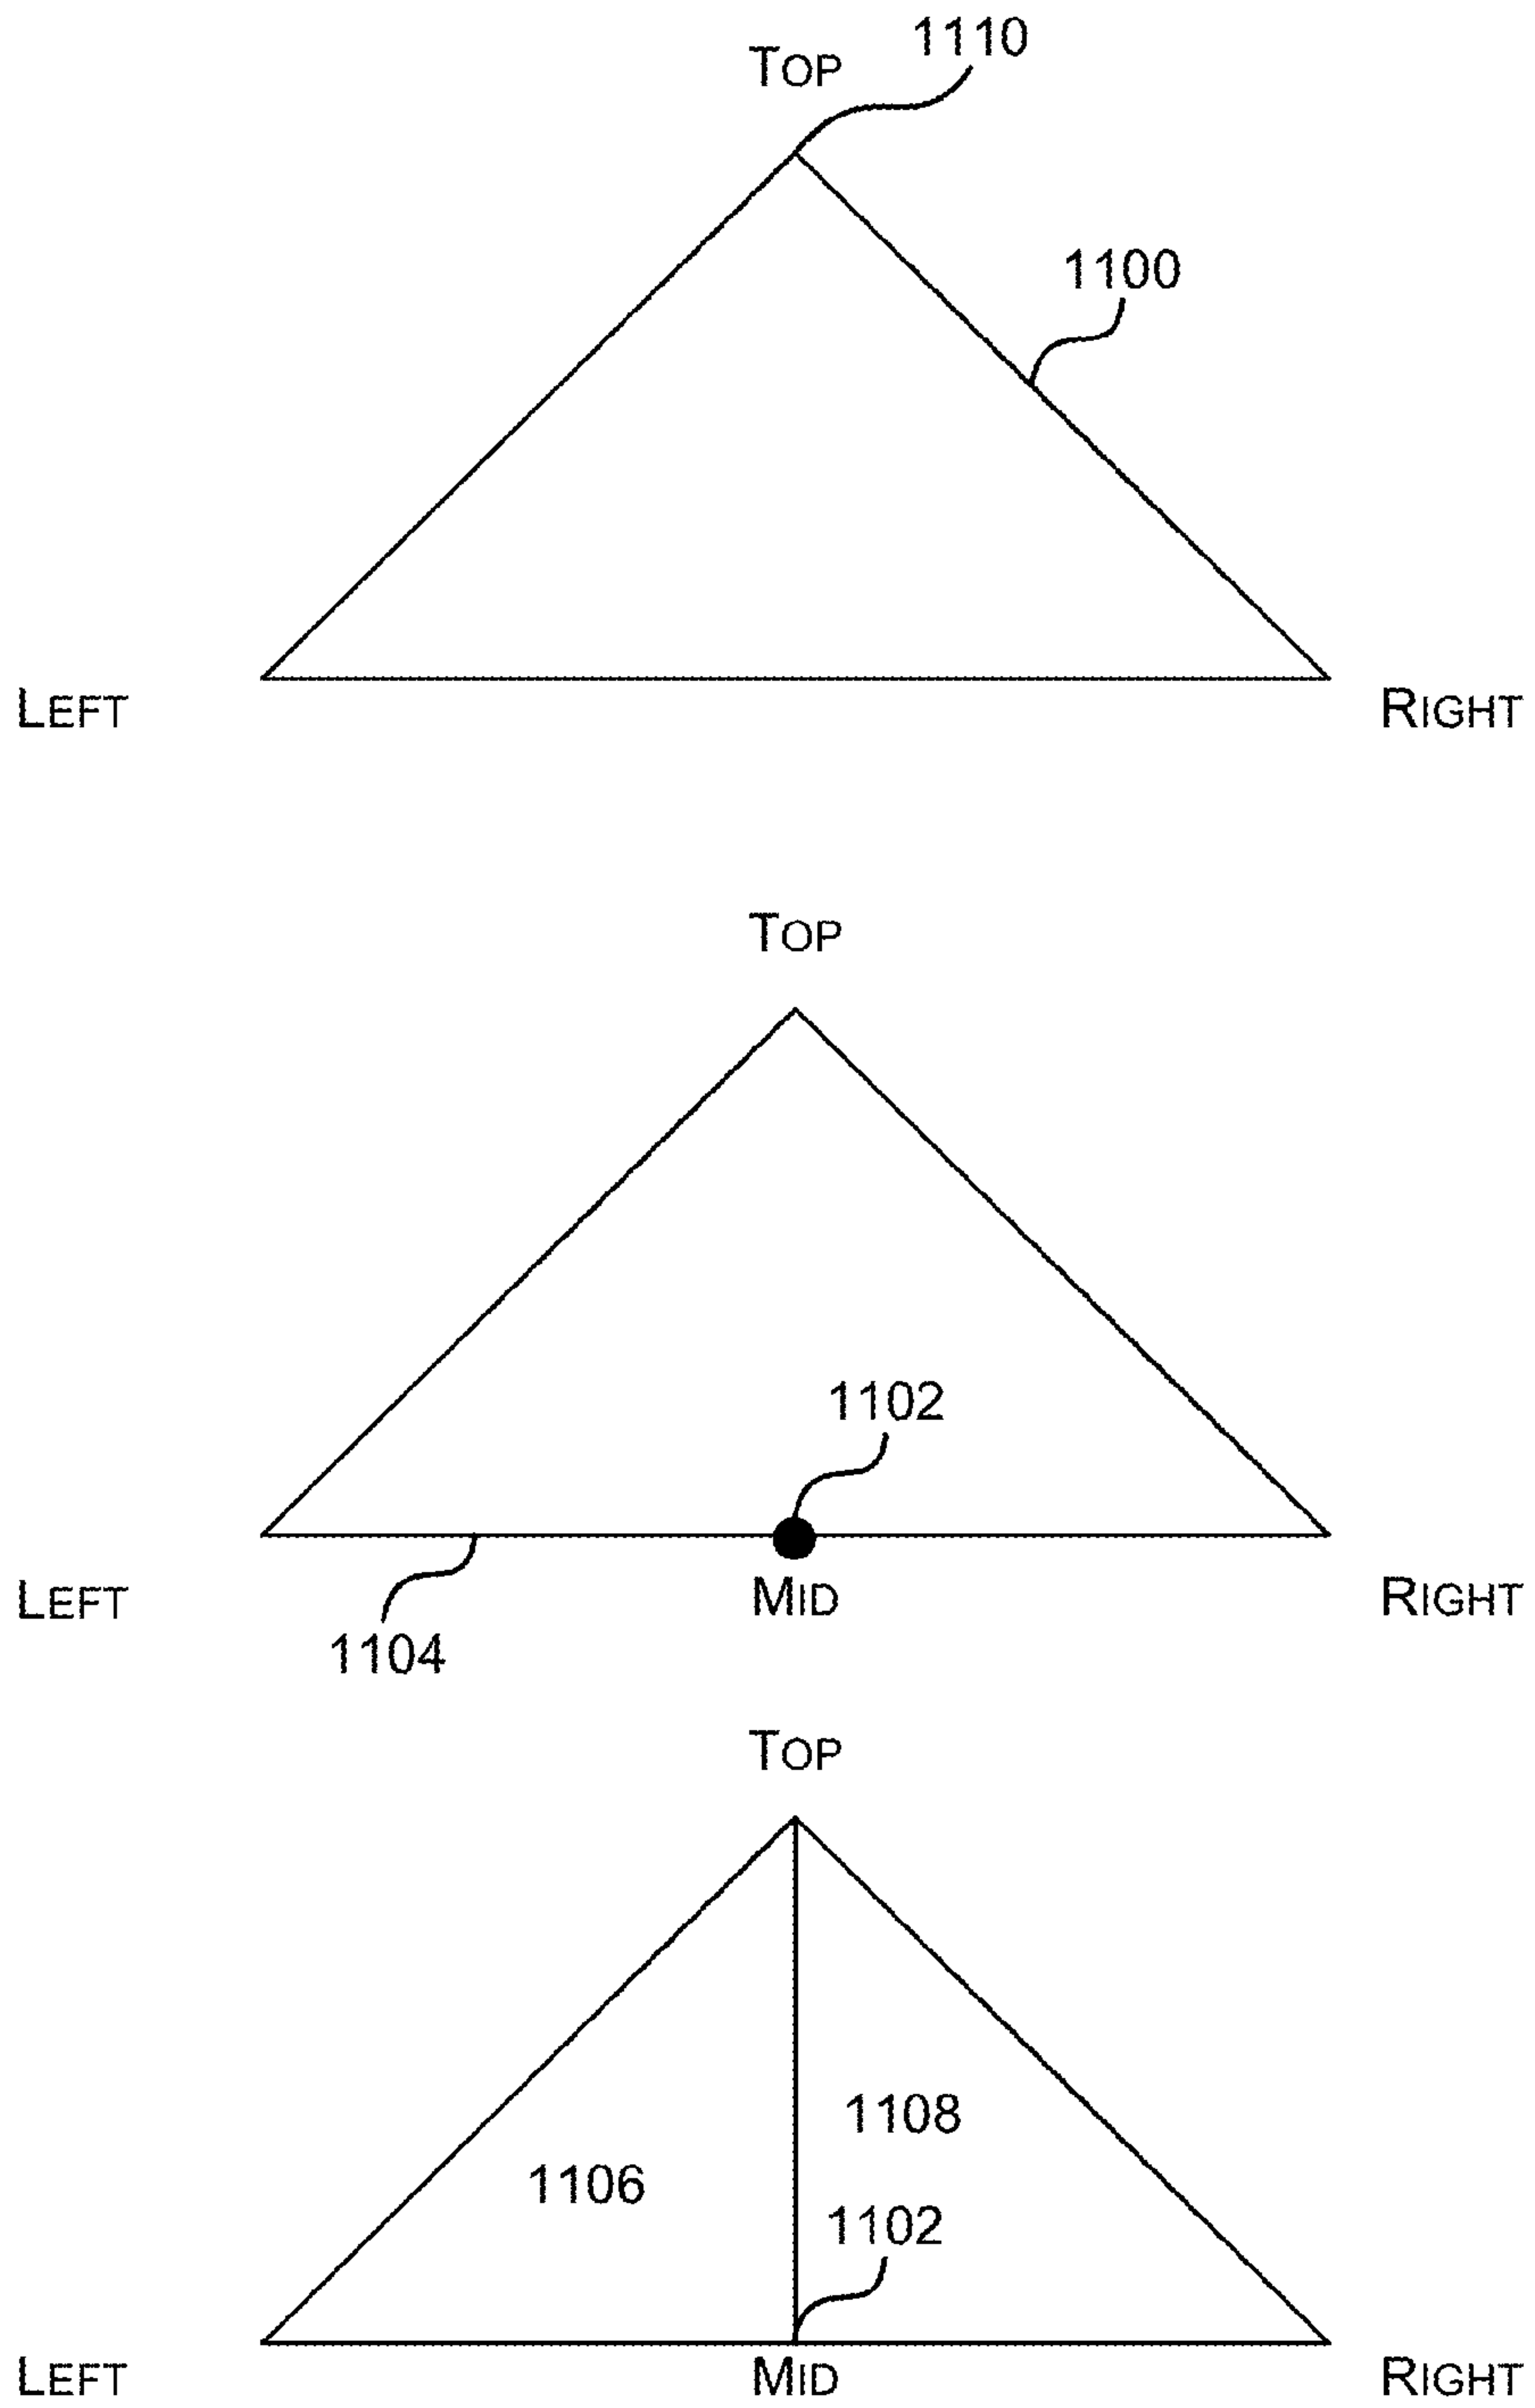 1110
TOP
1100
LEFT
RIGHT
TOP
1102
LEFT
MID
RIGHT
1104
TOP
1108
1106
1102
LEFT
MID
RIGHT